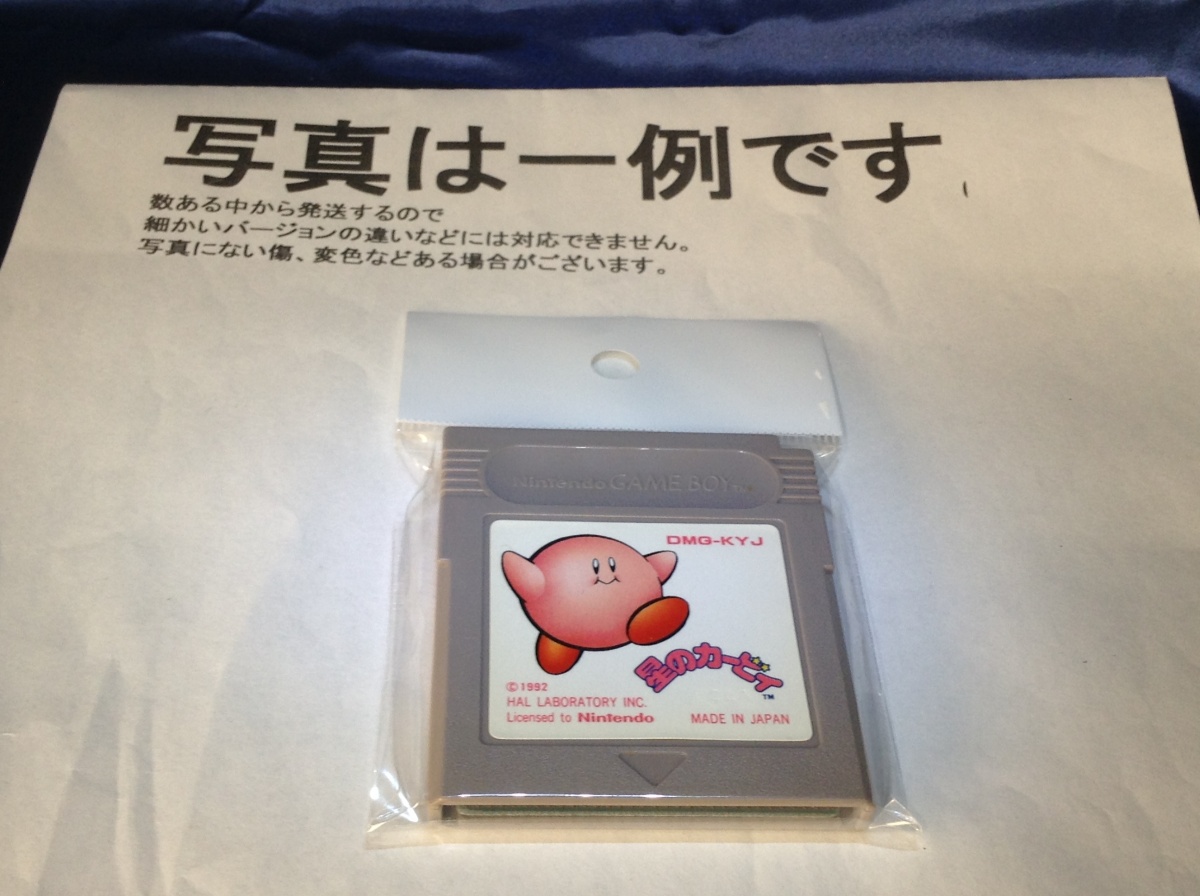 写真は一例です
数ある中から発送するので
細かいバージョンの違いなどには対応できません。
写真にない傷、変色などある場合がございます。
Nintendo GAME BOY TM
DMG-KYJ
星のカービィ
TM
©1992
HAL LABORATORY INC.
Licensed to Nintendo
MADE IN JAPAN